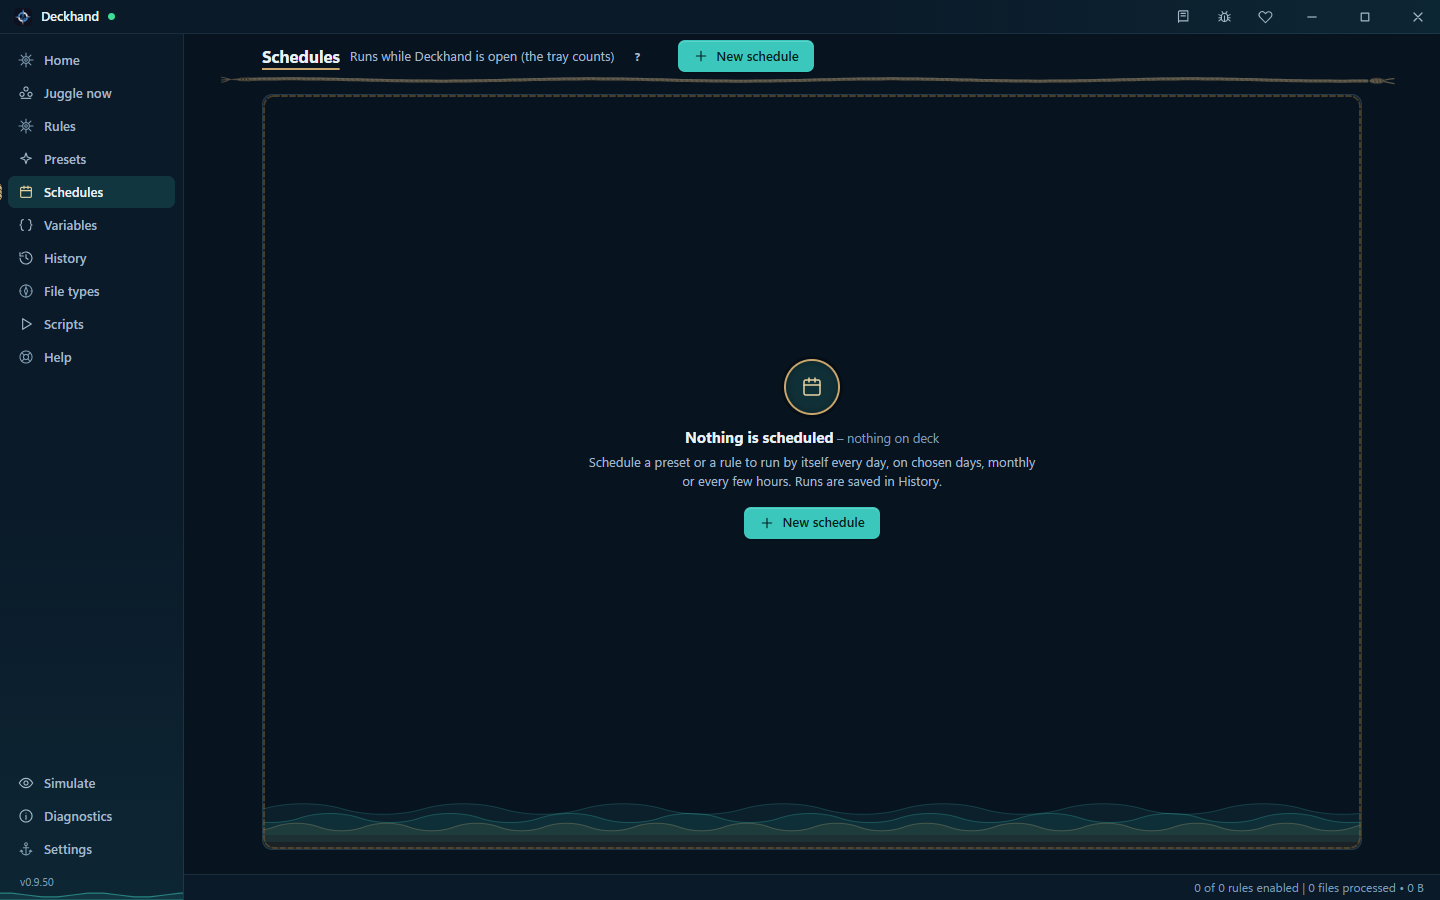 Deckhand
Home
Juggle now
Rules
Presets
Schedules
Variables
History
File types
Scripts
Help
Simulate
Diagnostics
Settings
v0.9.50
Schedules Runs while Deckhand is open (the tray counts) ? New schedule
Nothing is scheduled – nothing on deck
Schedule a preset or a rule to run by itself every day, on chosen days, monthly
or every few hours. Runs are saved in History.
New schedule
0 of 0 rules enabled | 0 files processed • 0 B